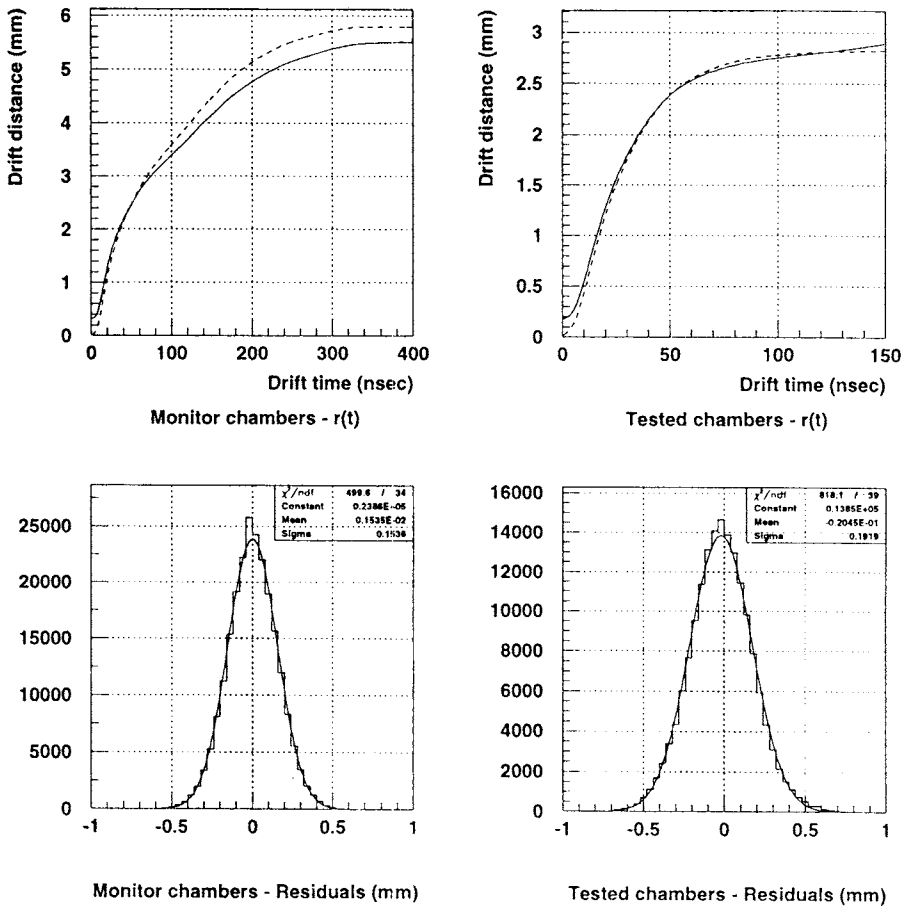 Drift distance (mm)
6
5
4
3
2
1
0
0 100 200 300 400
Drift time (nsec)
Monitor chambers - r(t)
Drift distance (mm)
3
2.5
2
1.5
1
0.5
0
0 50 100 150
Drift time (nsec)
Tested chambers - r(t)
χ²/ndf 499.6 / 34
Constant 0.2386E+05
Mean 0.1535E-02
Sigma 0.1536
25000
20000
15000
10000
5000
0
-1 -0.5 0 0.5 1
Monitor chambers - Residuals (mm)
χ²/ndf 818.1 / 39
Constant 0.1385E+05
Mean -0.2045E-01
Sigma 0.1919
16000
14000
12000
10000
8000
6000
4000
2000
0
-1 -0.5 0 0.5 1
Tested chambers - Residuals (mm)